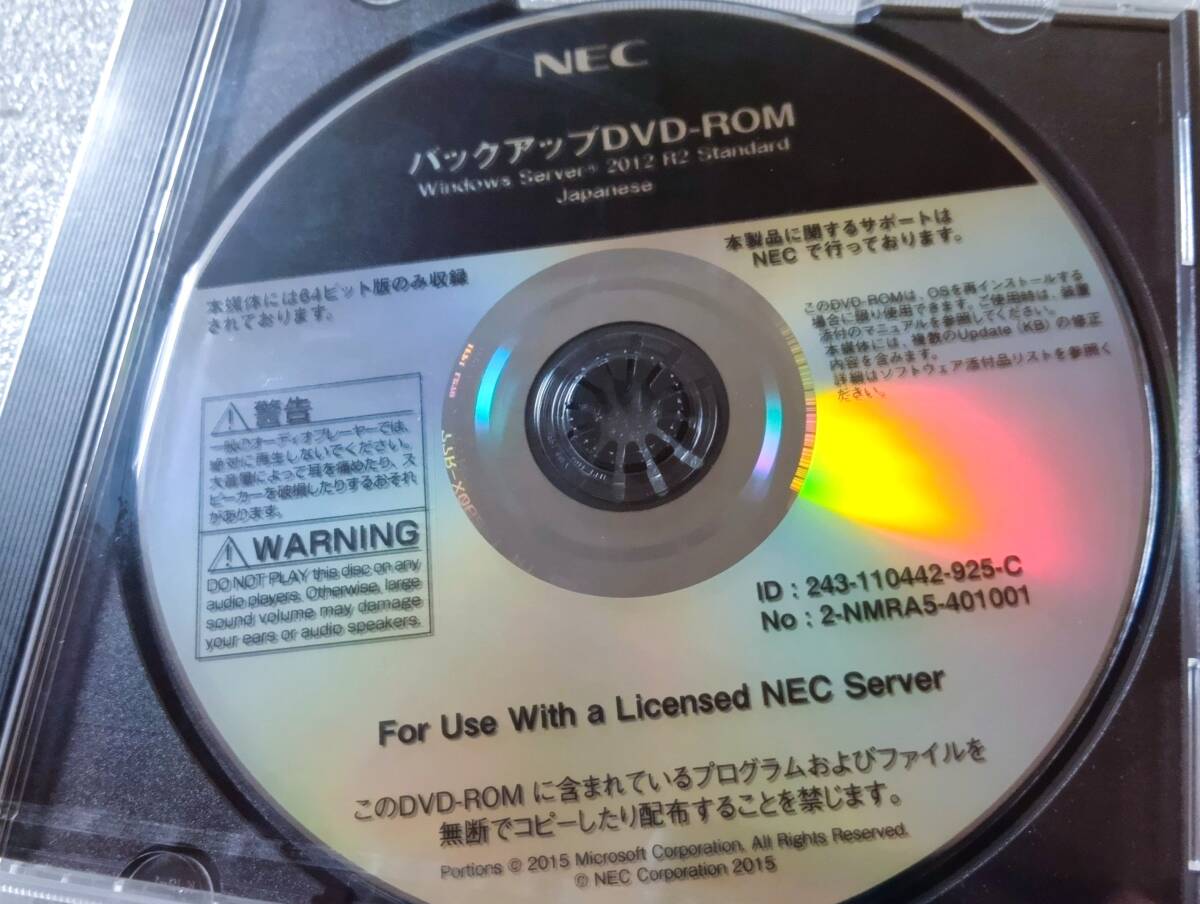 NEC
バックアップDVD-ROM
Windows Server® 2012 R2 Standard
Japanese
本媒体には64ビット版のみ収録
されております。
本製品に関するサポートは
NEC で行っております。
このDVD-ROMは、OSを再インストールする
場合に限り使用できます。ご使用時は、装置
添付のマニュアルを参照してください。
本媒体には、複数のUpdate (KB) の修正
内容を含みます。
詳細はソフトウェア添付品リストを参照く
ださい。
警告
一般のオーディオプレーヤーでは、
絶対に再生しないでください。
大音量によって耳を痛めたり、ス
ピーカーを破損したりするおそれ
があります。
WARNING
DO NOT PLAY this disc on any
audio players. Otherwise, large
sound volume may damage
your ears or audio speakers.
ID : 243-110442-925-C
No : 2-NMRA5-401001
For Use With a Licensed NEC Server
このDVD-ROM に含まれているプログラムおよびファイルを
無断でコピーしたり配布することを禁じます。
Portions © 2015 Microsoft Corporation. All Rights Reserved.
© NEC Corporation 2015